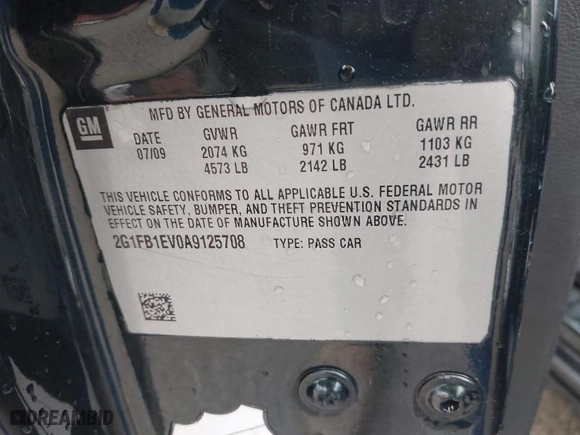 MFD BY GENERAL MOTORS OF CANADA LTD.
GM
DATE GVWR GAWR FRT GAWR RR
07/09 2074 KG 971 KG 1103 KG
4573 LB 2142 LB 2431 LB
THIS VEHICLE CONFORMS TO ALL APPLICABLE U.S. FEDERAL MOTOR
VEHICLE SAFETY, BUMPER, AND THEFT PREVENTION STANDARDS IN
EFFECT ON THE DATE OF MANUFACTURE SHOWN ABOVE.
2G1FB1EV0A9125708 TYPE: PASS CAR
DREAMBID